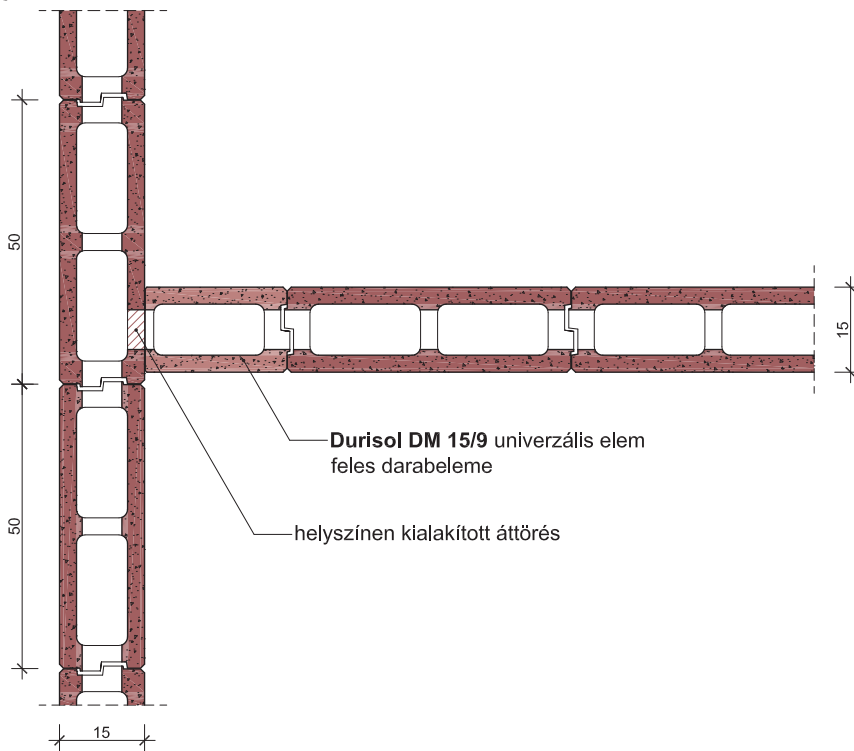 50
15
Durisol DM 15/9 univerzális elem
feles darabeleme
helyszínen kialakított áttörés
50
15